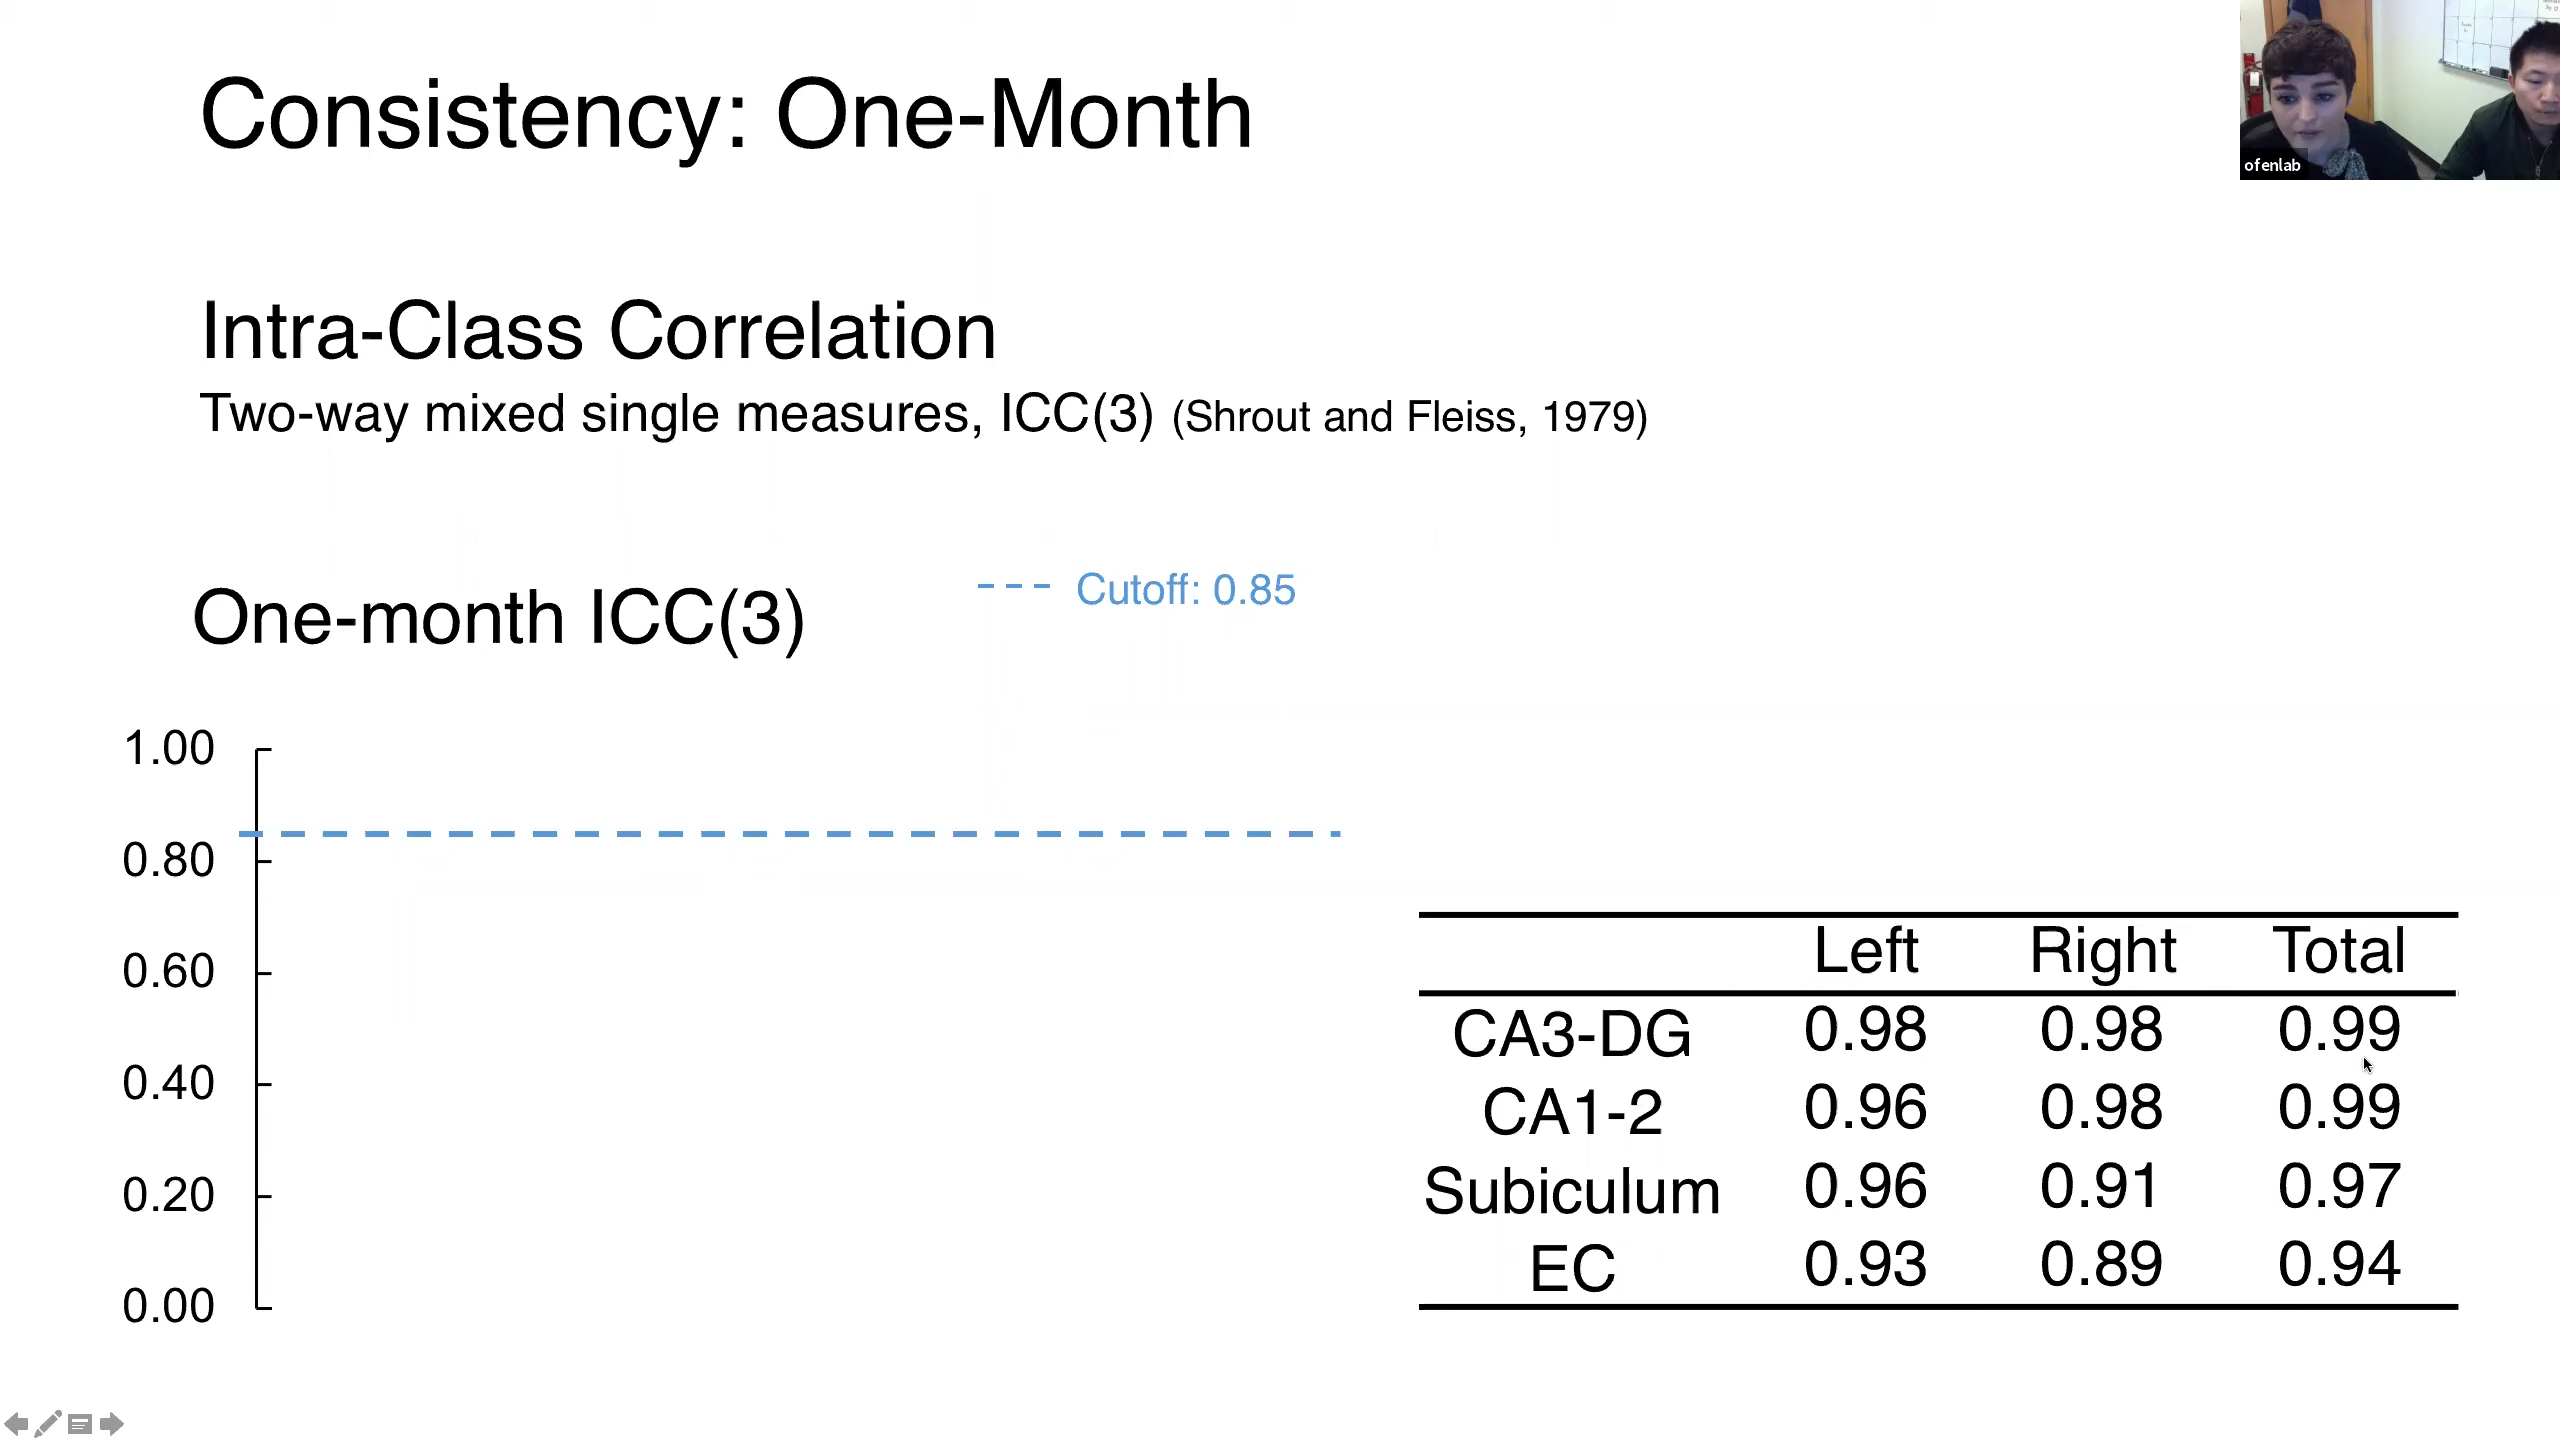 Consistency: One-Month
ofenlab
Intra-Class Correlation
Two-way mixed single measures, ICC(3) (Shrout and Fleiss, 1979)
Cutoff: 0.85
One-month ICC(3)
1.00
0.80
0.60
0.40
0.20
0.00
Left Right Total
CA3-DG 0.98 0.98 0.99
CA1-2 0.96 0.98 0.99
Subiculum 0.96 0.91 0.97
EC 0.93 0.89 0.94